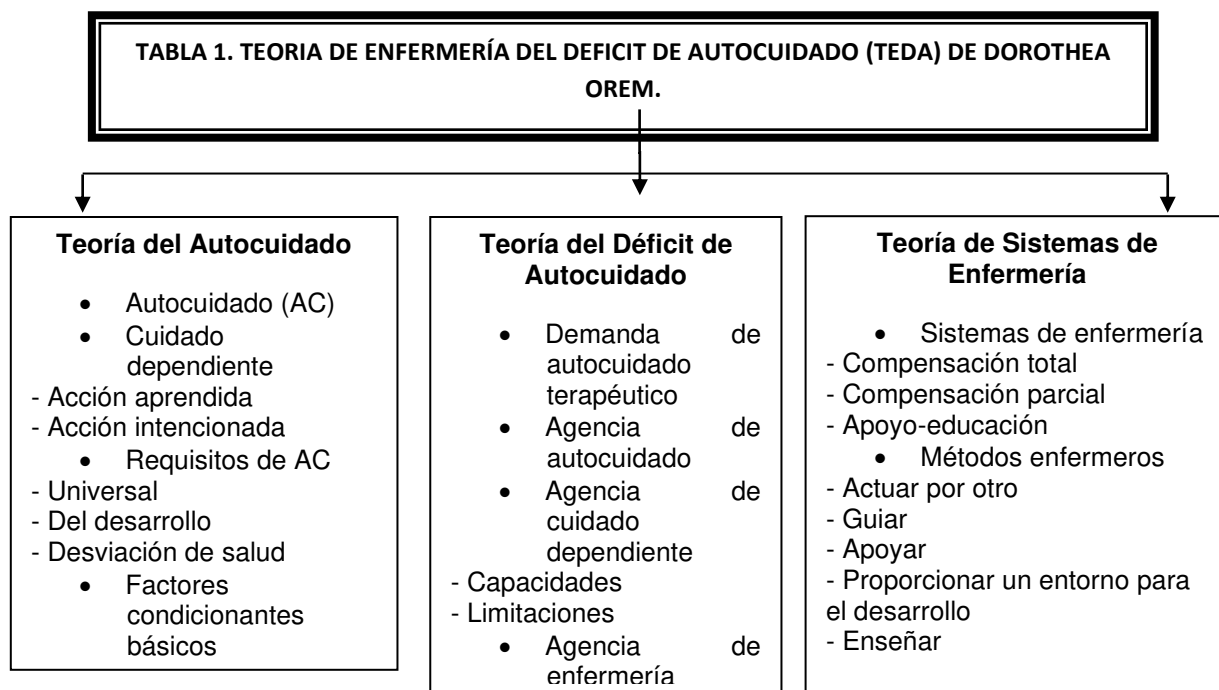 TABLA 1. TEORIA DE ENFERMERÍA DEL DEFICIT DE AUTOCUIDADO (TEDA) DE DOROTHEA
OREM.
Teoría del Autocuidado
• Autocuidado (AC)
• Cuidado
dependiente
- Acción aprendida
- Acción intencionada
• Requisitos de AC
- Universal
- Del desarrollo
- Desviación de salud
• Factores
condicionantes
básicos
Teoría del Déficit de
Autocuidado
• Demanda de
autocuidado
terapéutico
• Agencia de
autocuidado
• Agencia de
cuidado
dependiente
- Capacidades
- Limitaciones
• Agencia de
enfermería
Teoría de Sistemas de
Enfermería
• Sistemas de enfermería
- Compensación total
- Compensación parcial
- Apoyo-educación
• Métodos enfermeros
- Actuar por otro
- Guiar
- Apoyar
- Proporcionar un entorno para
el desarrollo
- Enseñar